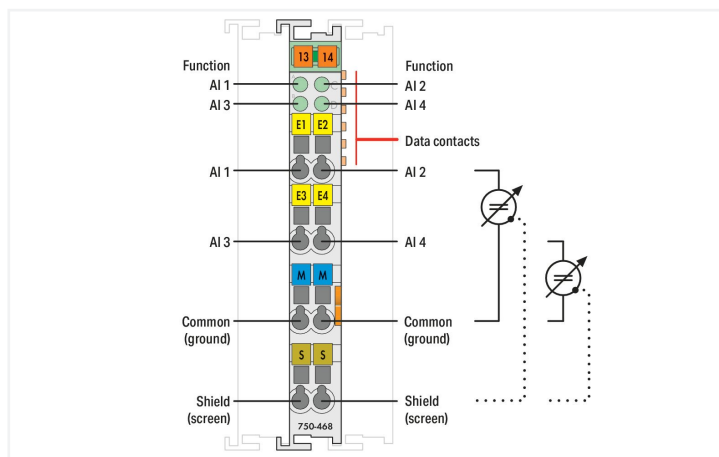 13 14
Function
Function
AI 1
C
AI 2
AI 3
D
AI 4
E1 E2
Data contacts
AI 1
AI 2
E3 E4
AI 3
AI 4
M M
Common
(ground)
Common
(ground)
S S
Shield
(screen)
Shield
(screen)
750-468